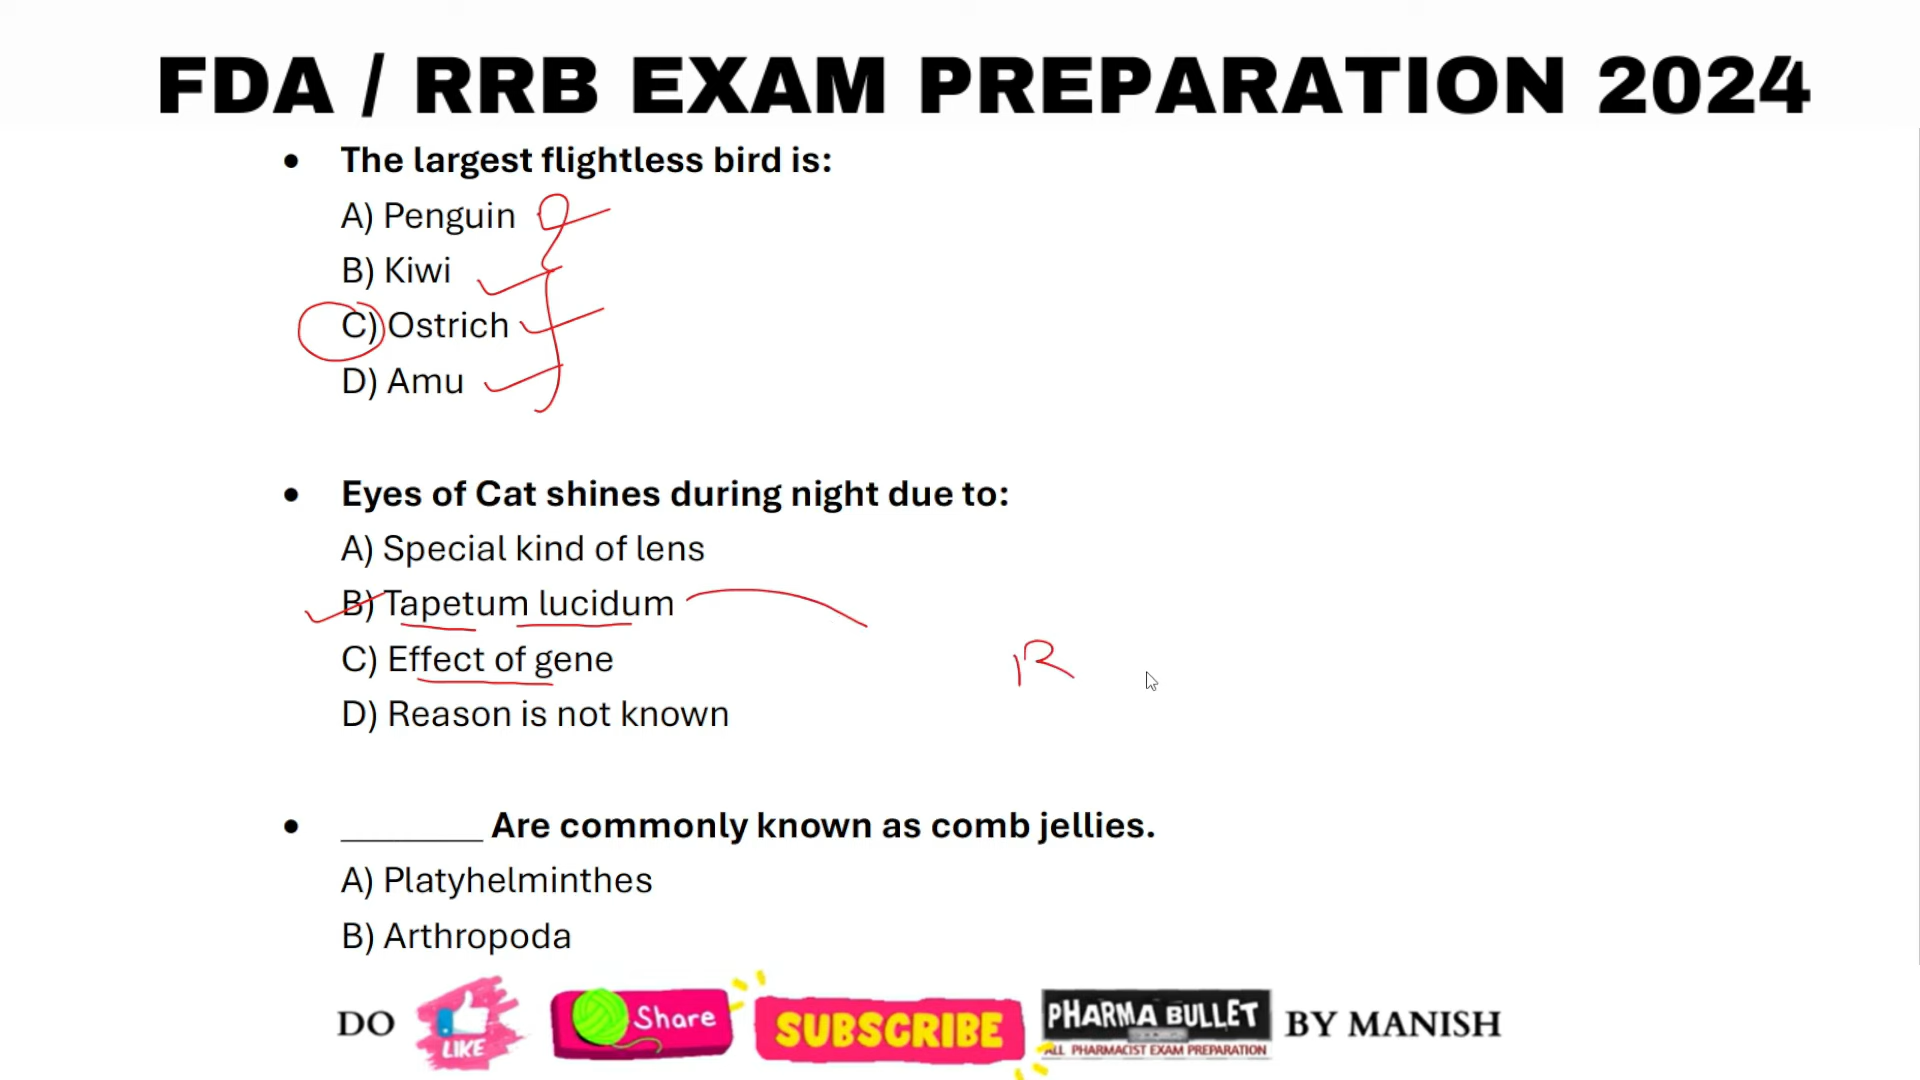 FDA / RRB EXAM PREPARATION 2024
• The largest flightless bird is:
A) Penguin
B) Kiwi
C) Ostrich
D) Amu
• Eyes of Cat shines during night due to:
A) Special kind of lens
B) Tapetum lucidum
C) Effect of gene
D) Reason is not known
• ________ Are commonly known as comb jellies.
A) Platyhelminthes
B) Arthropoda
DO LIKE Share SUBSCRIBE PHARMA BULLET BY MANISH
ALL PHARMACIST EXAM PREPARATION